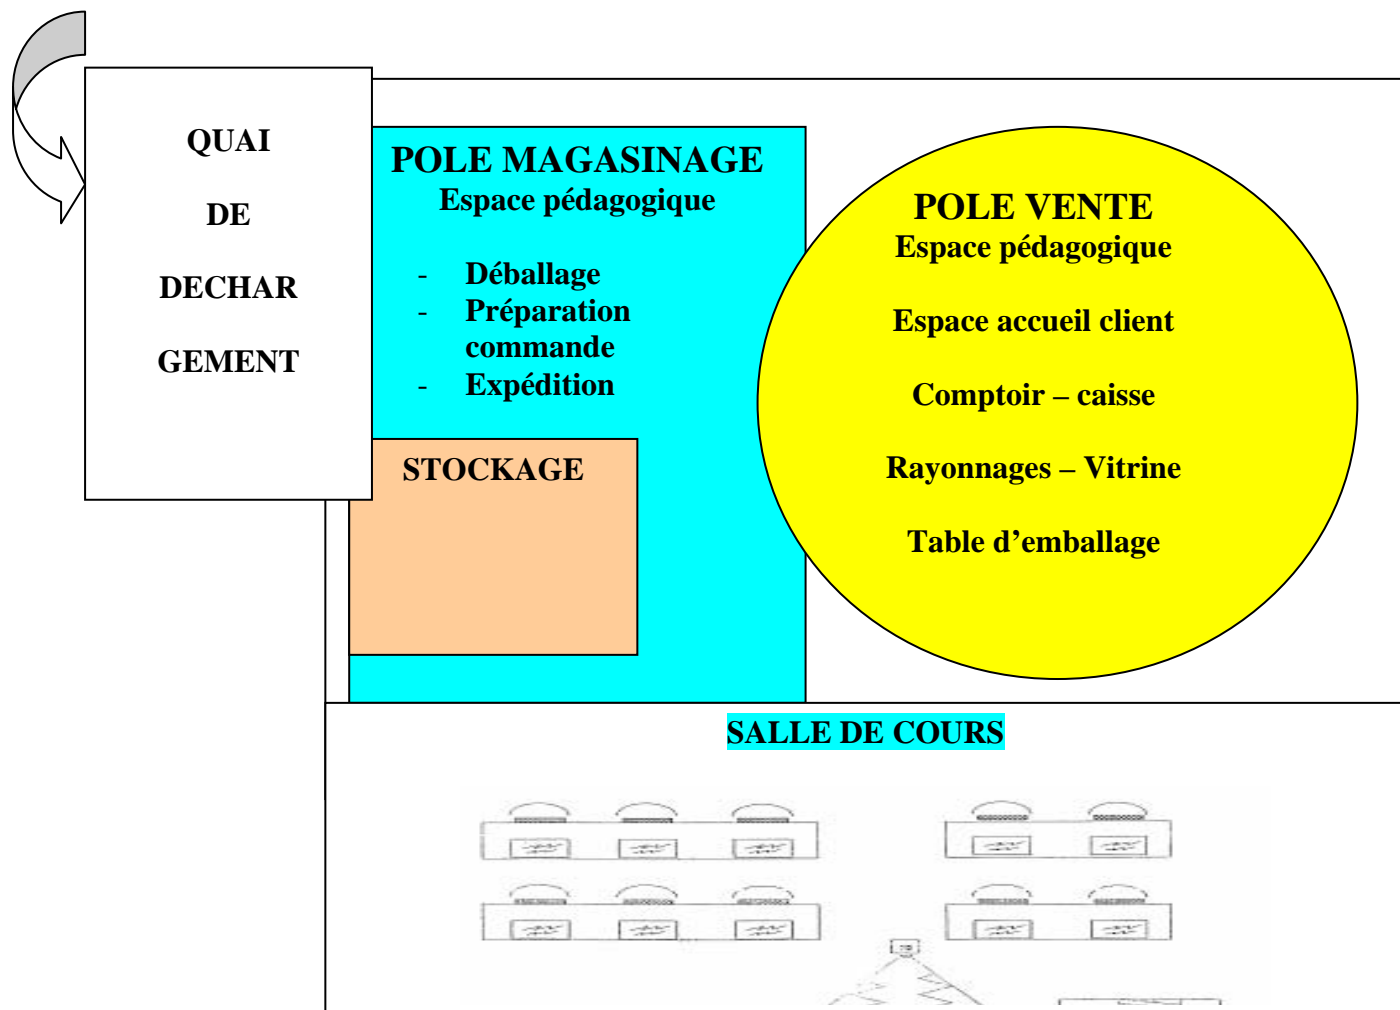 QUAI
DE
DECHAR
GEMENT
POLE MAGASINAGE
Espace pédagogique
- Déballage
- Préparation
commande
- Expédition
STOCKAGE
POLE VENTE
Espace pédagogique
Espace accueil client
Comptoir – caisse
Rayonnages – Vitrine
Table d’emballage
SALLE DE COURS